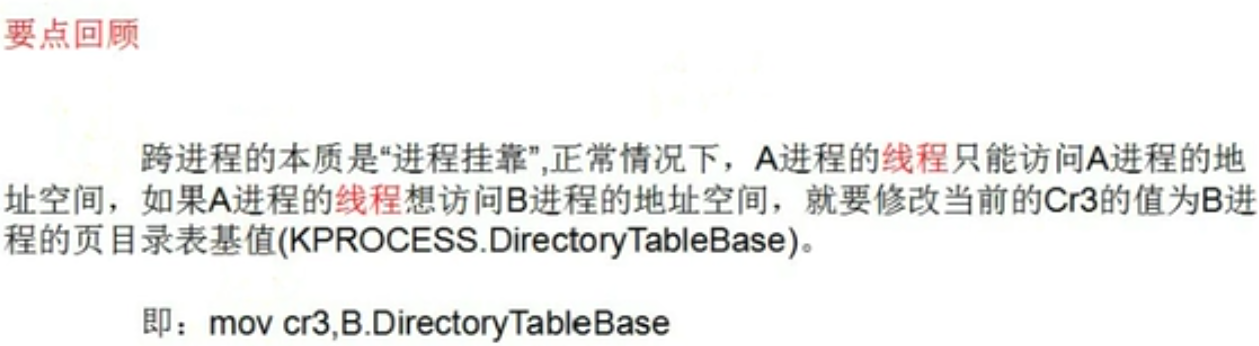 要点回顾
跨进程的本质是“进程挂靠”,正常情况下，A进程的线程只能访问A进程的地
址空间，如果A进程的线程想访问B进程的地址空间，就要修改当前的Cr3的值为B进
程的页目录表基值(KPROCESS.DirectoryTableBase)。
即：mov cr3,B.DirectoryTableBase